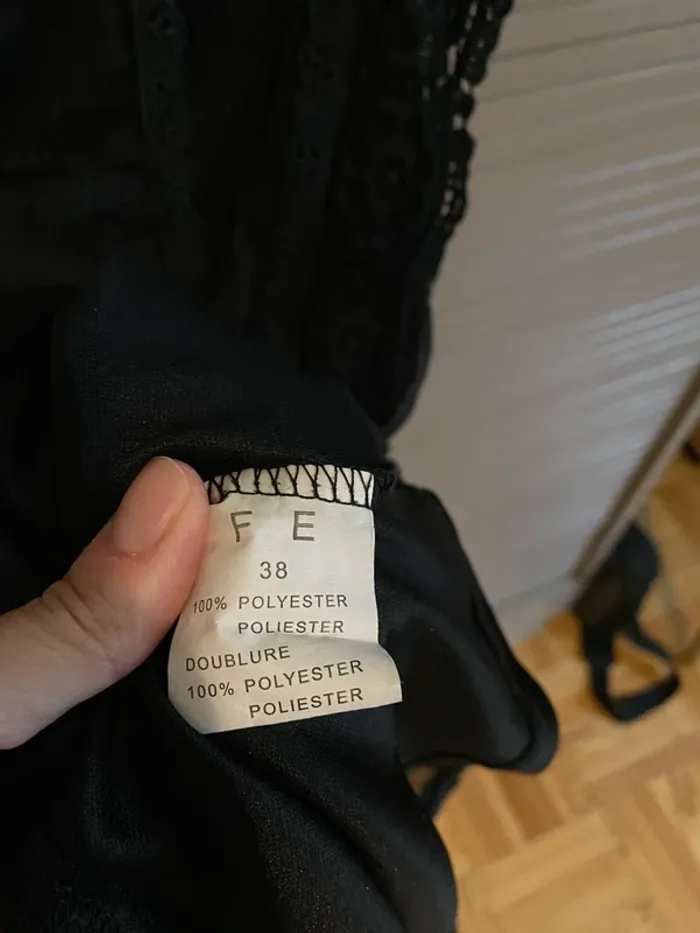 F E
38
100% POLYESTER
POLIESTER
DOUBLURE
100% POLYESTER
POLIESTER